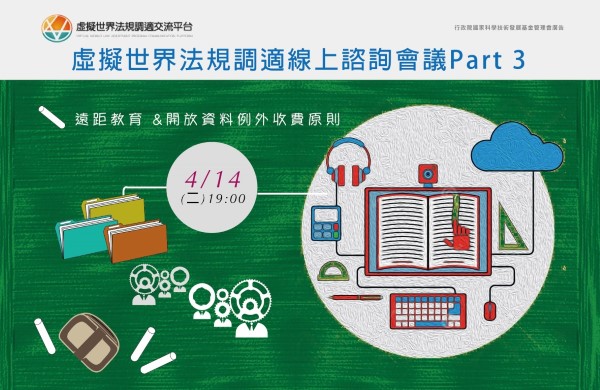 虛擬世界法規調適交流平台
行政院國家科學技術發展基金管理會廣告
虛擬世界法規調適線上諮詢會議Part 3
遠距教育 &開放資料例外收費原則
4/14
(二)19:00